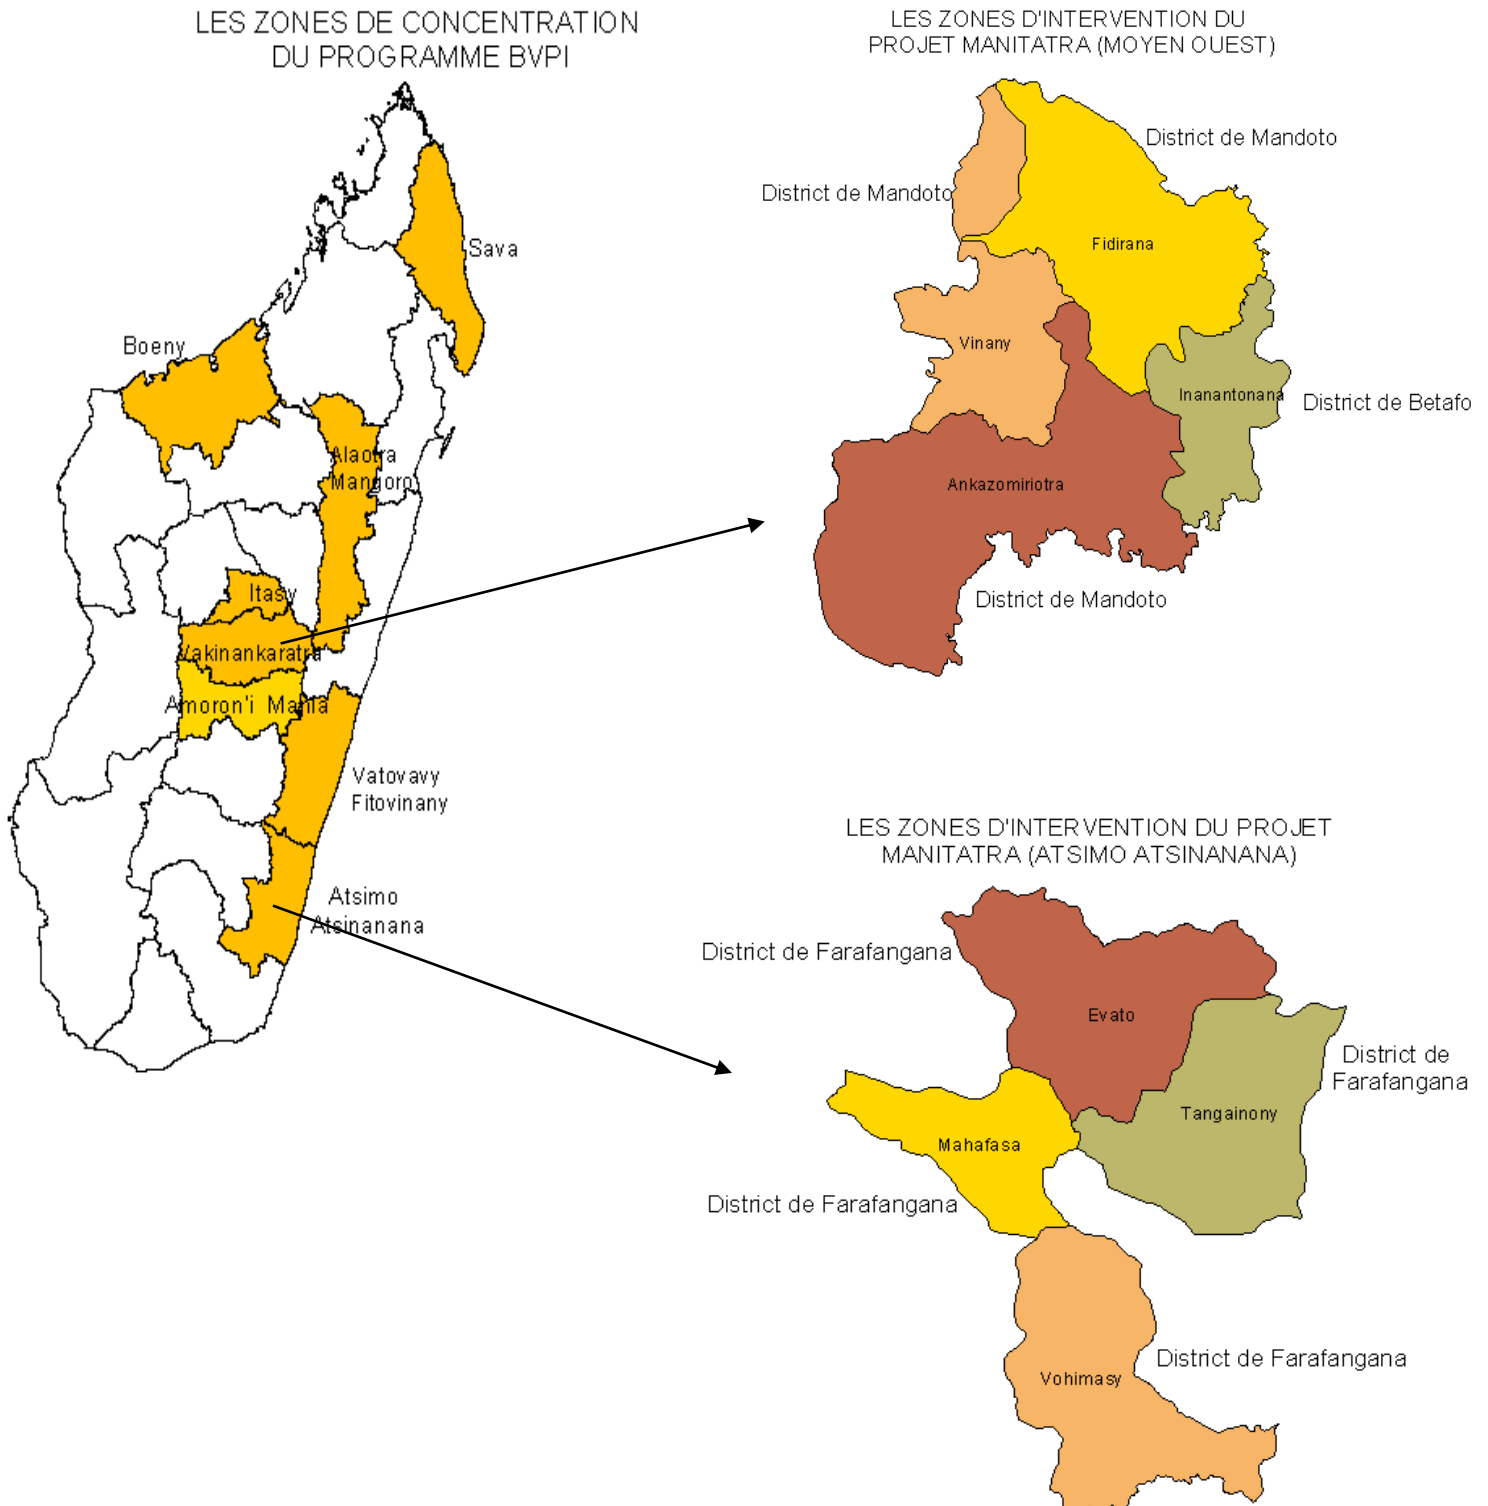 LES ZONES DE CONCENTRATION
DU PROGRAMME BVPI
Sava
Boeny
Alaotra
Mangoro
Itasy
Vakinankaratra
Amoron'i Mania
Vatovavy
Fitovinany
Atsimo
Atsinanana
LES ZONES D'INTERVENTION DU
PROJET MANITATRA (MOYEN OUEST)
District de Mandoto
District de Mandoto
Fidirana
Vinany
Inanantonana
District de Betafo
Ankazomiriotra
District de Mandoto
LES ZONES D'INTERVENTION DU PROJET
MANITATRA (ATSIMO ATSINANANA)
District de Farafangana
Evato
District de
Farafangana
Tangainony
Mahafasa
District de Farafangana
District de Farafangana
Vohimasy